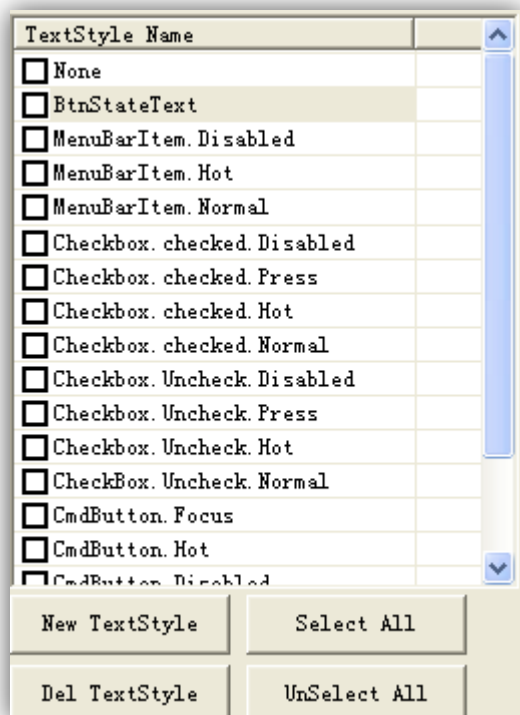 TextStyle Name
None
BtnStateText
MenuBarItem.Disabled
MenuBarItem.Hot
MenuBarItem.Normal
Checkbox.checked.Disabled
Checkbox.checked.Press
Checkbox.checked.Hot
Checkbox.checked.Normal
Checkbox.Uncheck.Disabled
Checkbox.Uncheck.Press
Checkbox.Uncheck.Hot
CheckBox.Uncheck.Normal
CmdButton.Focus
CmdButton.Hot
CmdButton.Disabled
New TextStyle Select All
Del TextStyle UnSelect All